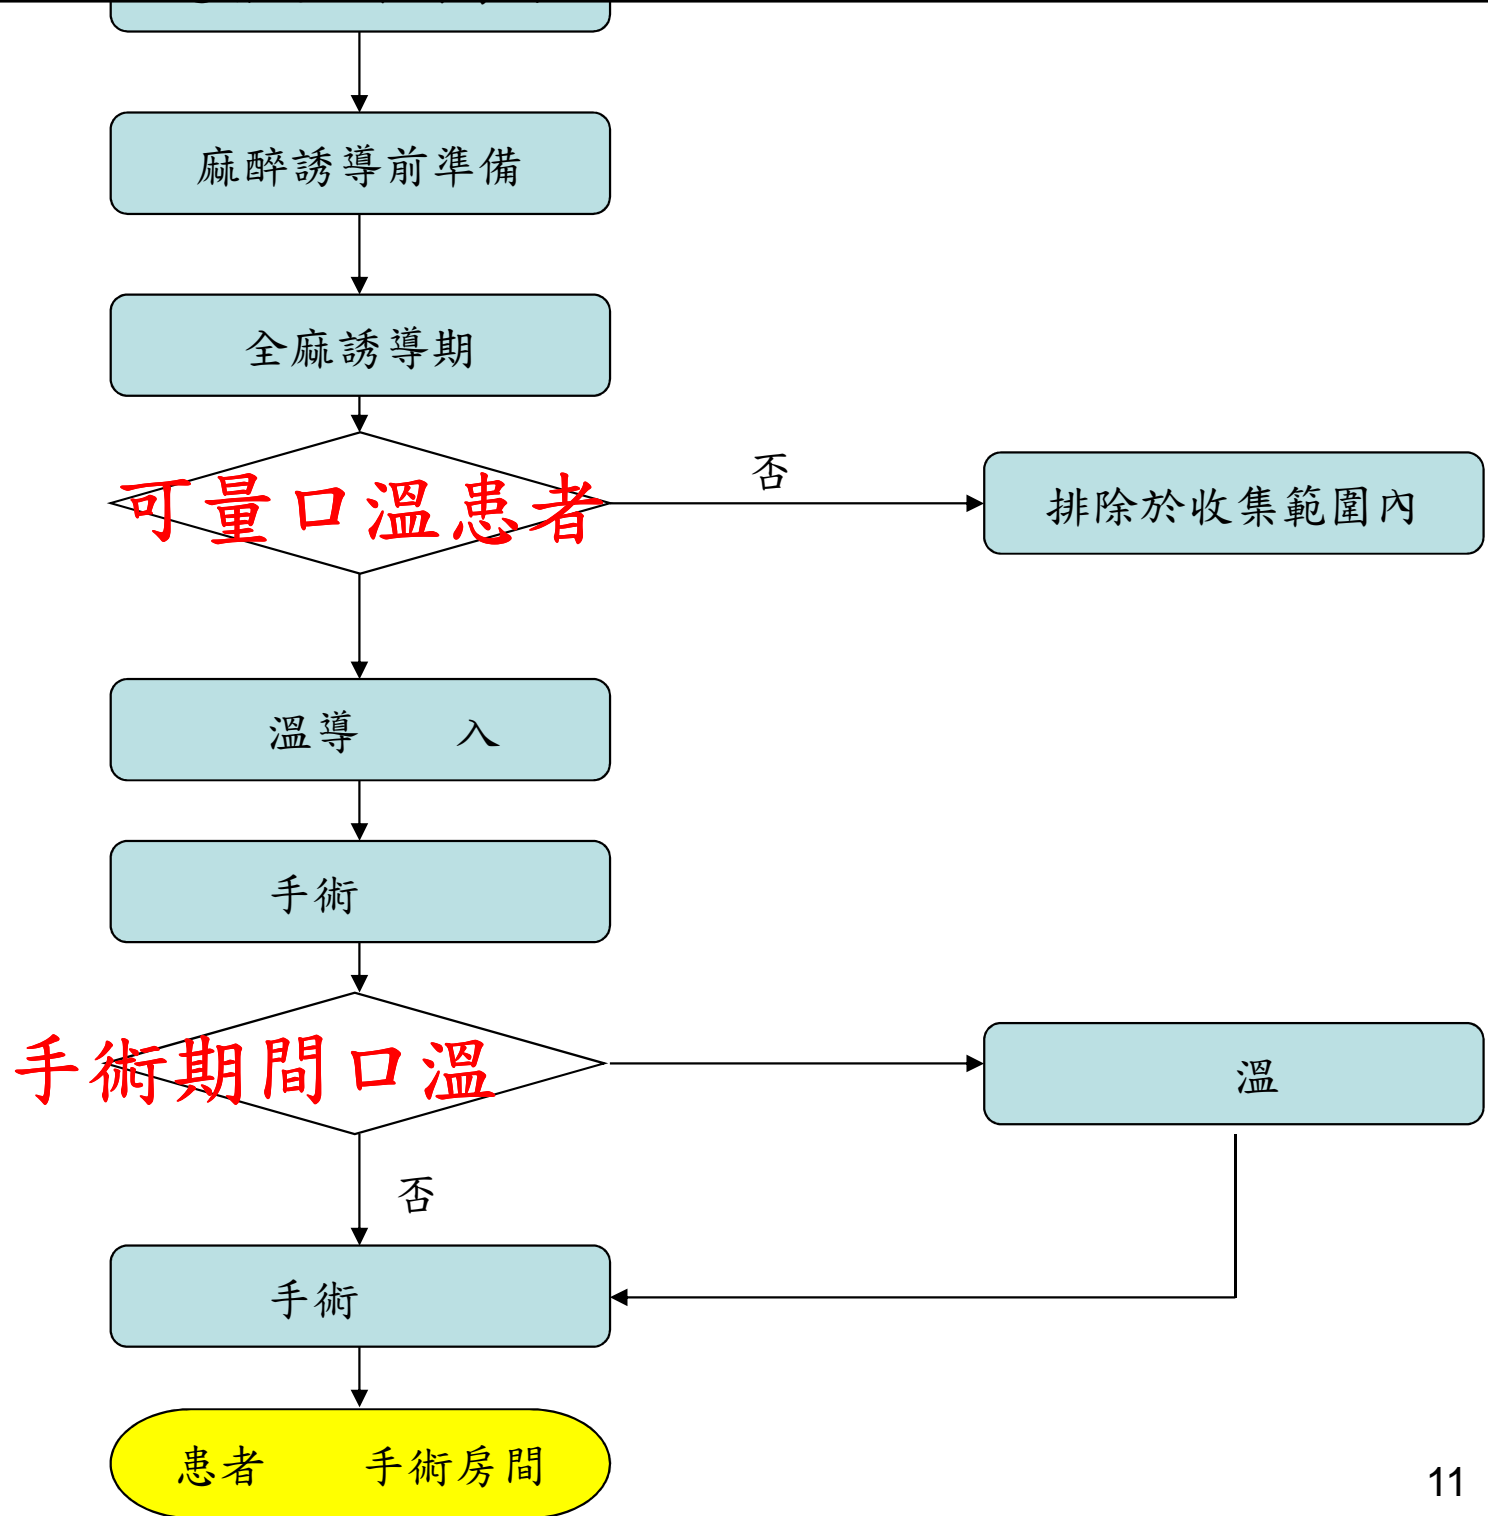 麻醉誘導前準備
全麻誘導期
可量口溫患者
否
排除於收集範圍內
溫導 入
手術
手術期間口溫
溫
否
手術
患者 手術房間
11